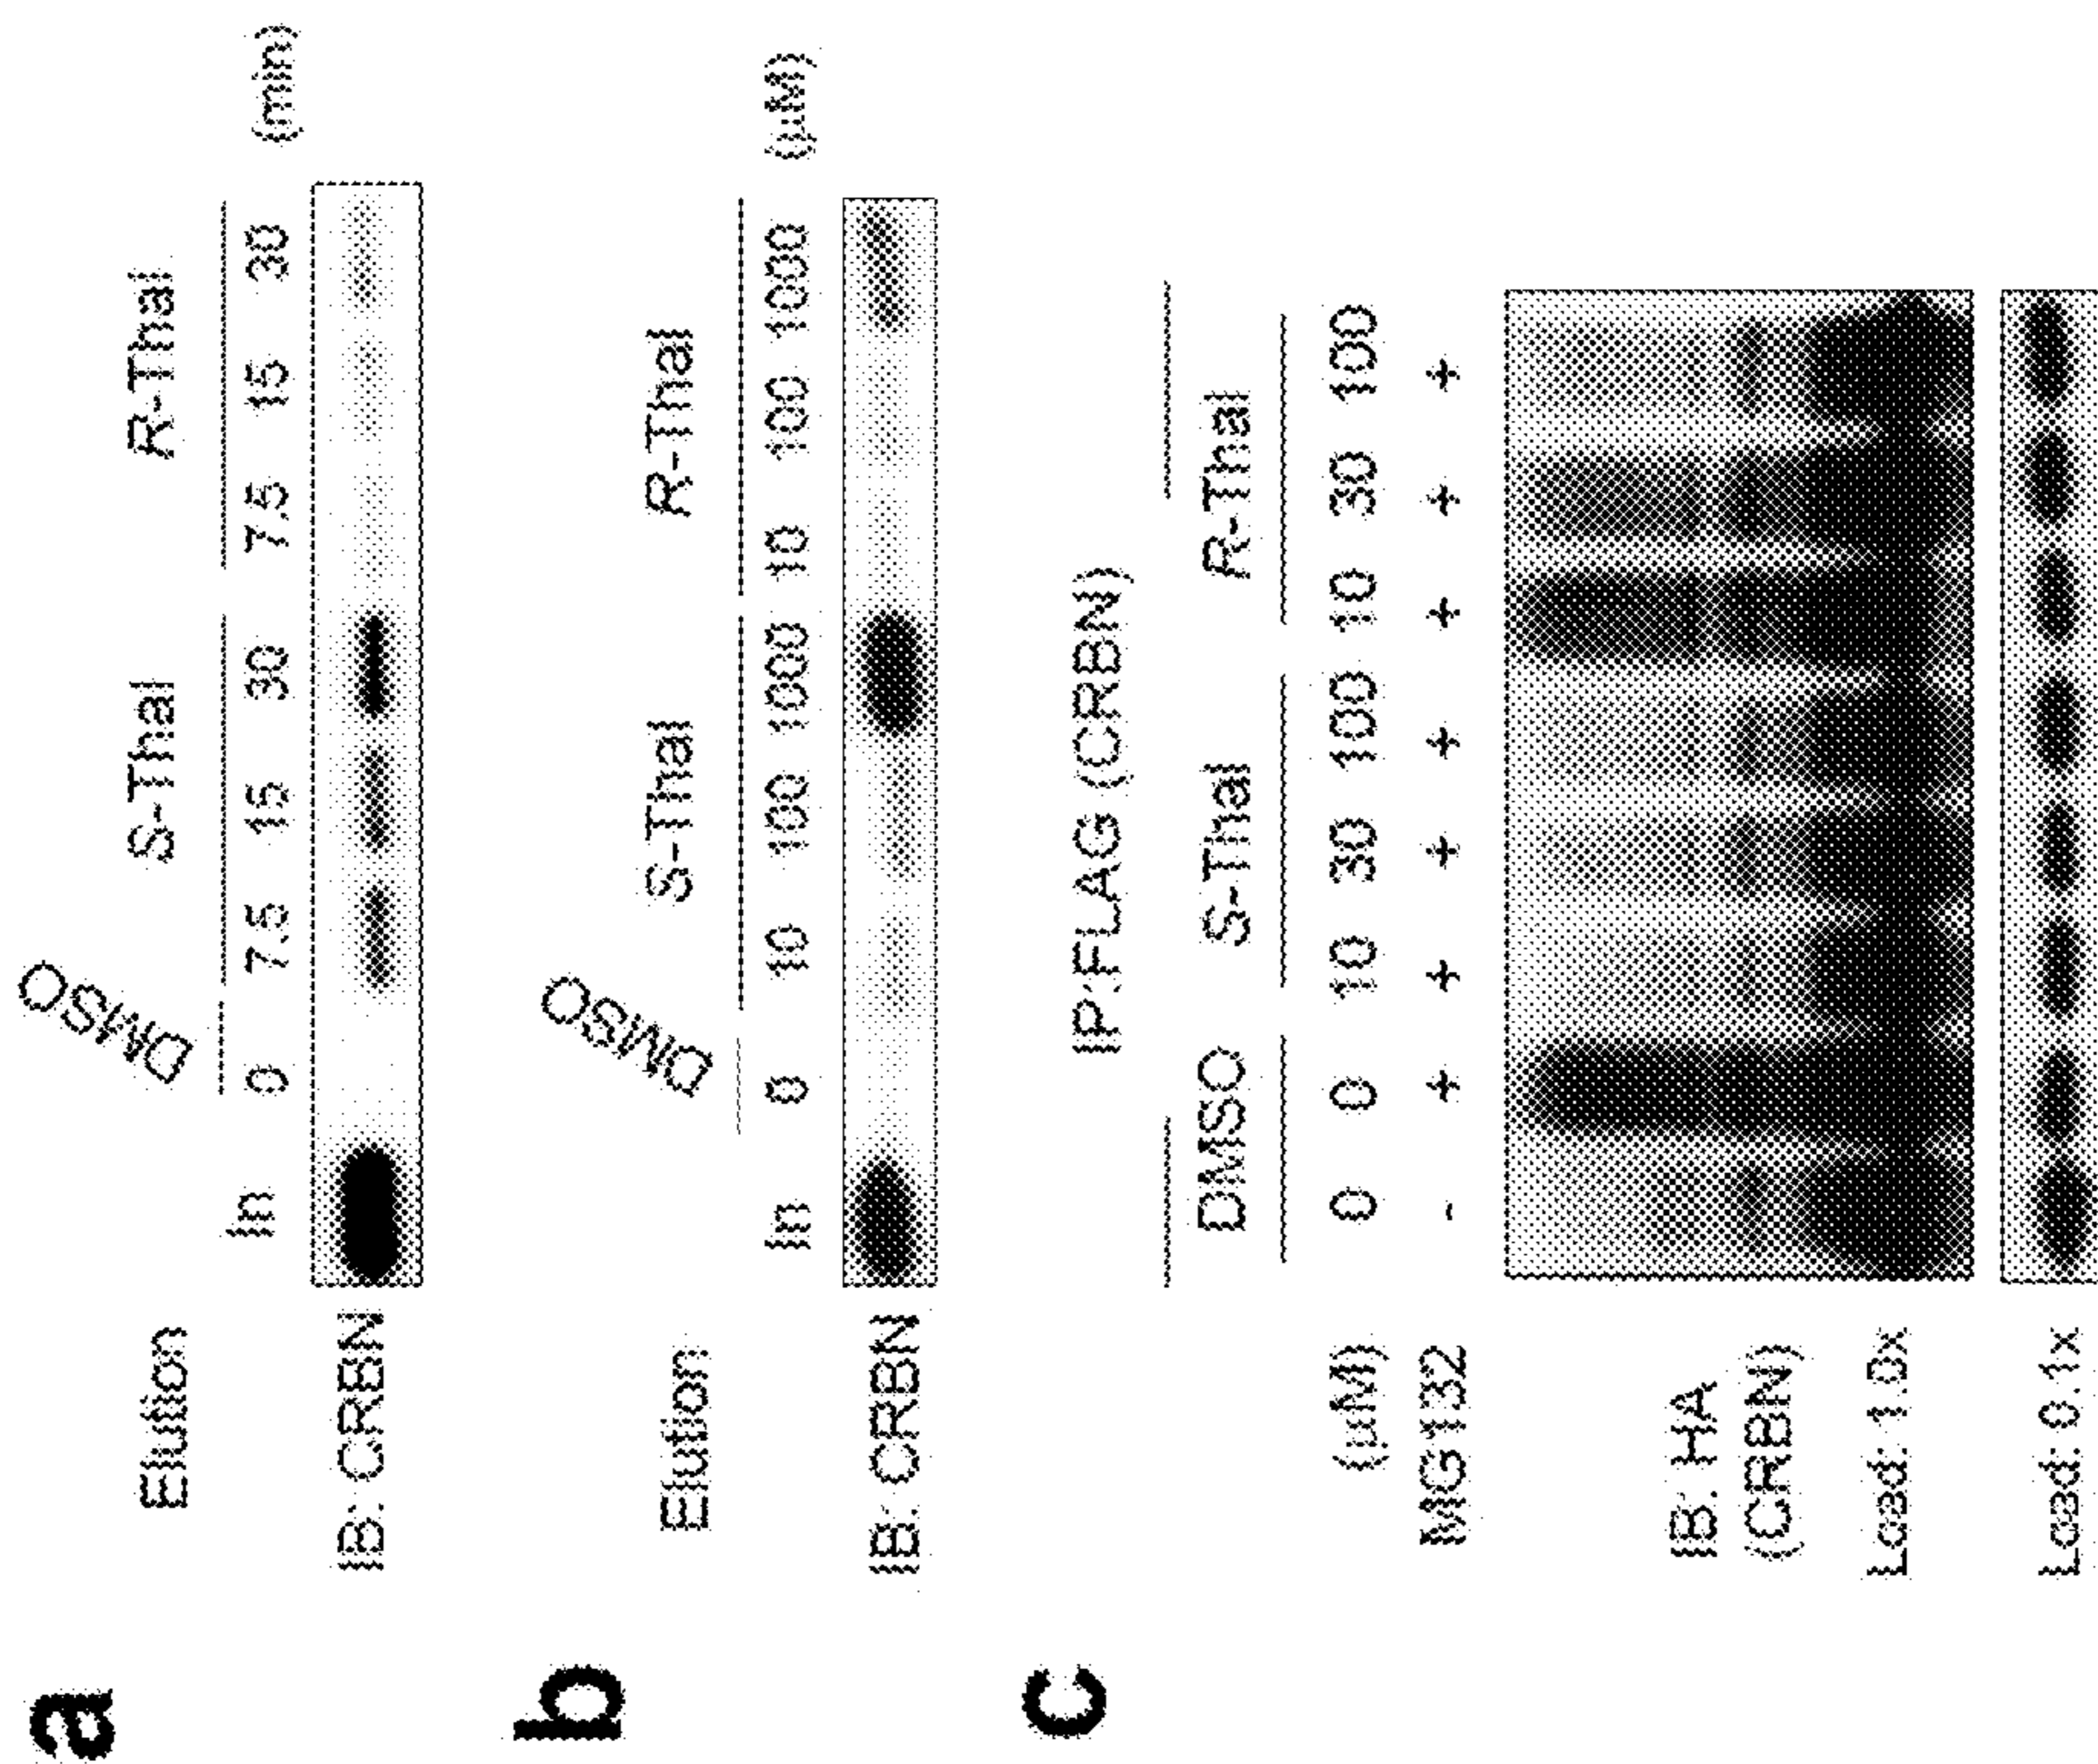 a
DMSO S-Thal R-Thal
Elution In 0 7.5 15 30 7.5 15 30 (min)
IB: CRBN
b
DMSO S-Thal R-Thal
Elution In 0 10 100 1000 10 100 1000 (μM)
IB: CRBN
c
IP:FLAG (CRBN)
DMSO S-Thal R-Thal
(μM) 0 0 10 30 100 10 30 100
MG132 - + + + + + + +
IB: HA
(CRBN)
Load: 1.0x
Load: 0.1x